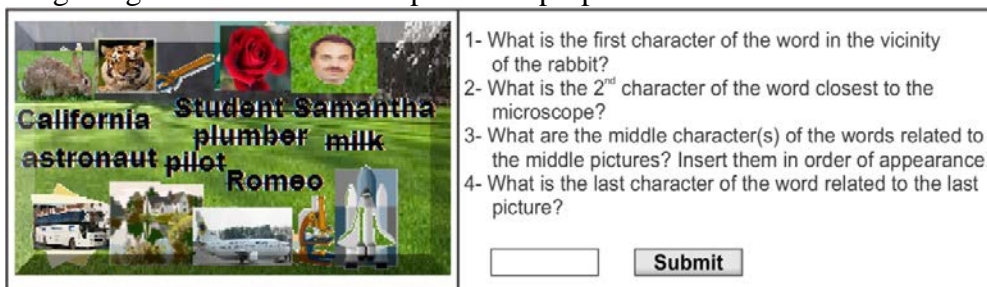 California Student Samantha
plumber milk
astronaut pilot
Romeo
1- What is the first character of the word in the vicinity
of the rabbit?
2- What is the 2nd character of the word closest to the
microscope?
3- What are the middle character(s) of the words related to
the middle pictures? Insert them in order of appearance
4- What is the last character of the word related to the last
picture?
Submit